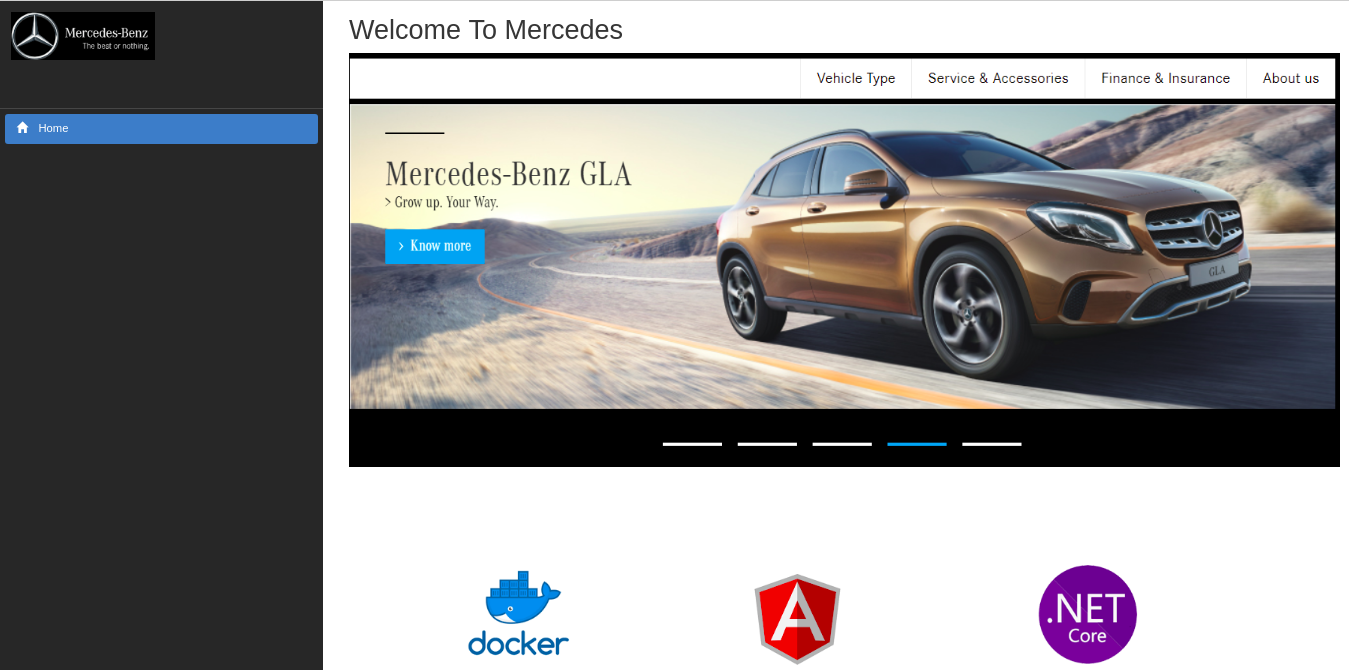 Mercedes-Benz
The best or nothing.
Home
Welcome To Mercedes
Vehicle Type Service & Accessories Finance & Insurance About us
Mercedes-Benz GLA
> Grow up. Your Way.
> Know more
GLA
docker
A
.NET
Core